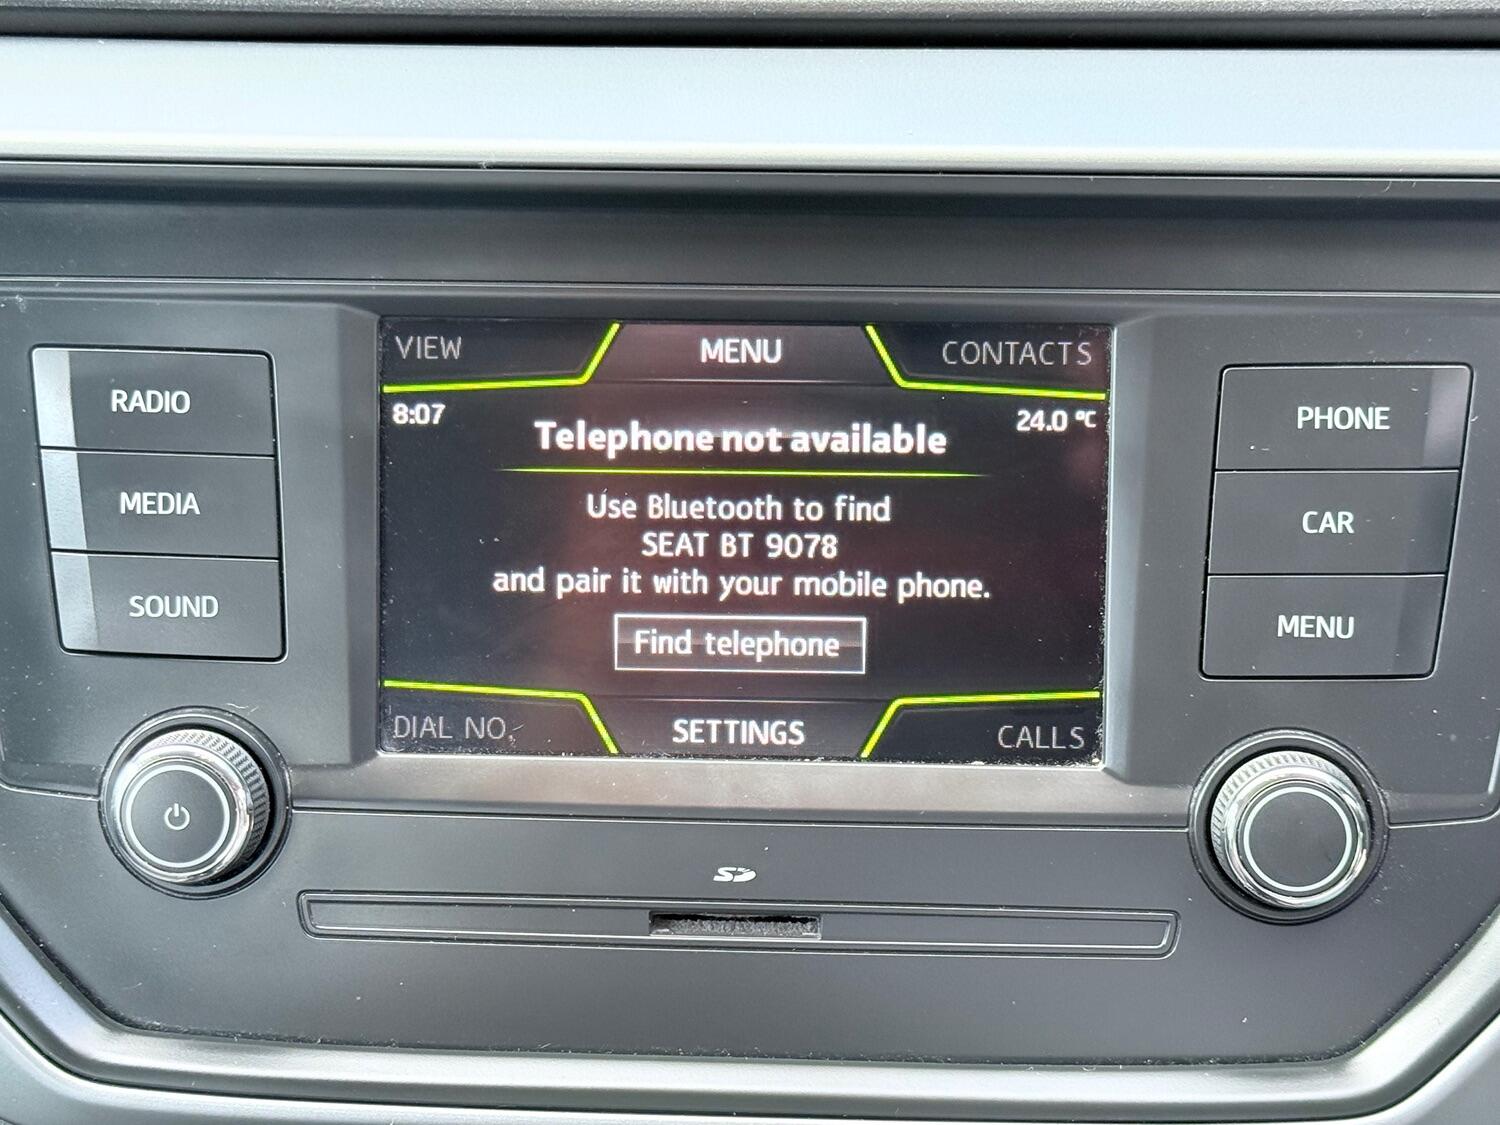 VIEW MENU CONTACTS
8:07 24.0 °C
Telephone not available
Use Bluetooth to find
SEAT BT 9078
and pair it with your mobile phone.
Find telephone
DIAL NO. SETTINGS CALLS
RADIO
MEDIA
SOUND
PHONE
CAR
MENU
SD